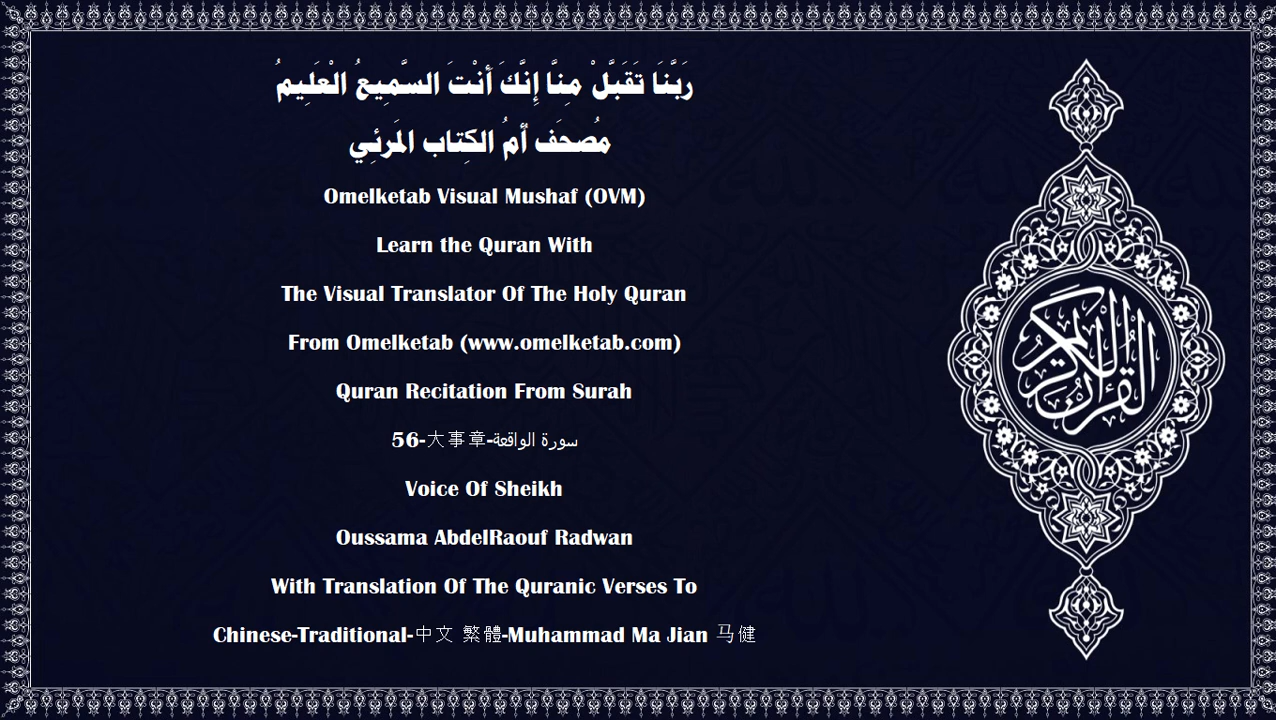 رَبَّنَا تَقَبَّلْ مِنَّا إِنَّكَ أَنْتَ السَّمِيعُ الْعَلِيمُ
مُصحَف أمُ الكِتاب المَرئِي
Omelketab Visual Mushaf (OVM)
Learn the Quran With
The Visual Translator Of The Holy Quran
From Omelketab (www.omelketab.com)
Quran Recitation From Surah
56-大事章-سورة الواقعة
Voice Of Sheikh
Oussama AbdelRaouf Radwan
With Translation Of The Quranic Verses To
Chinese-Traditional-中文 繁體-Muhammad Ma Jian 马健
القرآن الكريم